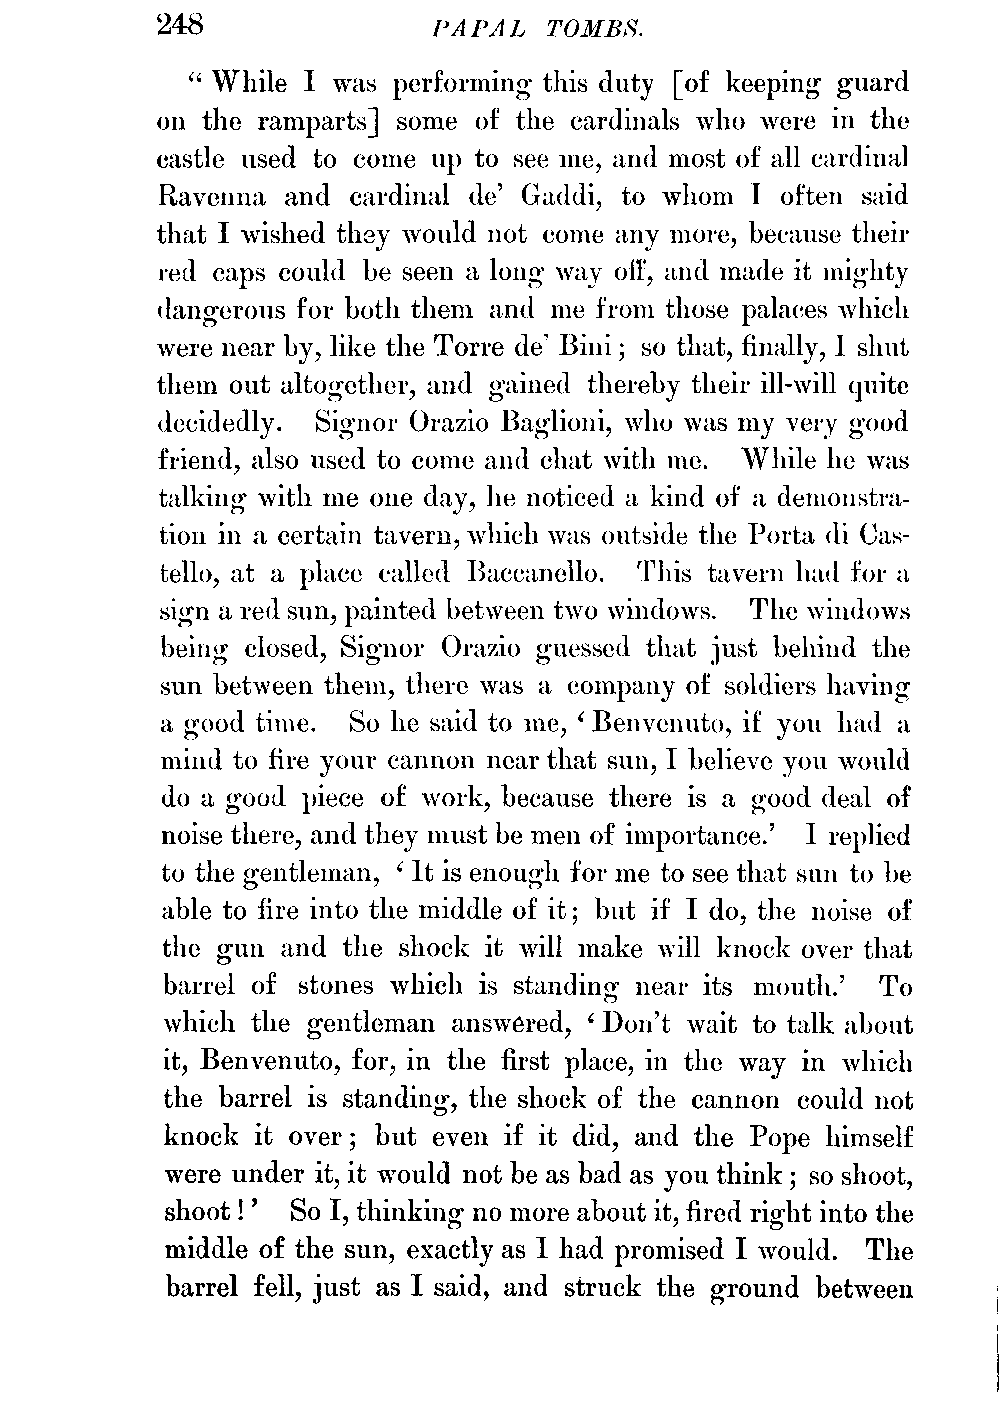 248 PAPAL TOMBS.
“ While I was performing this duty [of keeping guard
on the ramparts] some of the cardinals who were in the
castle used to come up to see me, and most of all cardinal
Ravenna and cardinal de’ Gaddi, to whom I often said
that I wished they would not come any more, because their
red caps could be seen a long way off, and made it mighty
dangerous for both them and me from those palaces which
were near by, like the Torre de’ Bini ; so that, finally, I shut
them out altogether, and gained thereby their ill-will quite
decidedly. Signor Orazio Baglioni, who was my very good
friend, also used to come and chat with me. While he was
talking with me one day, he noticed a kind of a demonstra-
tion in a certain tavern, which was outside the Porta di Cas-
tello, at a place called Baccanello. This tavern had for a
sign a red sun, painted between two windows. The windows
being closed, Signor Orazio guessed that just behind the
sun between them, there was a company of soldiers having
a good time. So he said to me, ‘ Benvenuto, if you had a
mind to fire your cannon near that sun, I believe you would
do a good piece of work, because there is a good deal of
noise there, and they must be men of importance.’ I replied
to the gentleman, ‘ It is enough for me to see that sun to be
able to fire into the middle of it ; but if I do, the noise of
the gun and the shock it will make will knock over that
barrel of stones which is standing near its mouth.’ To
which the gentleman answered, ‘ Don’t wait to talk about
it, Benvenuto, for, in the first place, in the way in which
the barrel is standing, the shock of the cannon could not
knock it over ; but even if it did, and the Pope himself
were under it, it would not be as bad as you think ; so shoot,
shoot ! ’ So I, thinking no more about it, fired right into the
middle of the sun, exactly as I had promised I would. The
barrel fell, just as I said, and struck the ground between